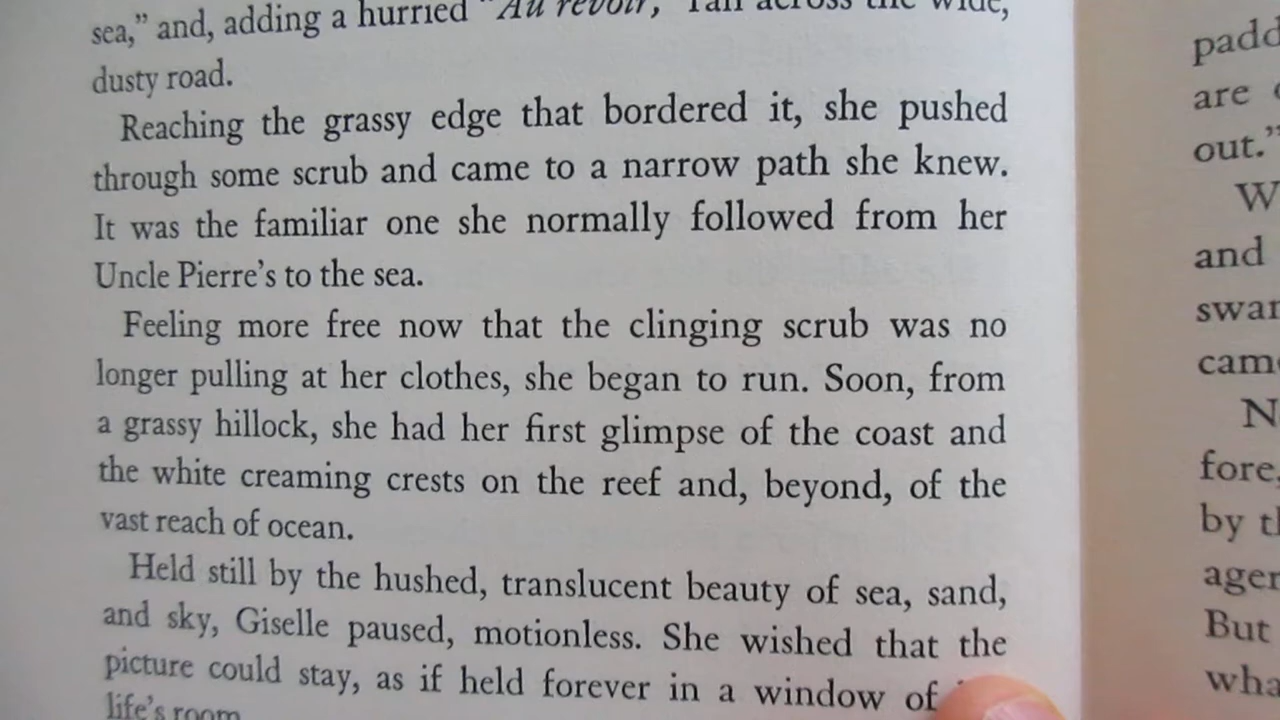 sea,” and, adding a hurried “Au revoir,” ran across the wide,
dusty road.
Reaching the grassy edge that bordered it, she pushed
through some scrub and came to a narrow path she knew.
It was the familiar one she normally followed from her
Uncle Pierre’s to the sea.
Feeling more free now that the clinging scrub was no
longer pulling at her clothes, she began to run. Soon, from
a grassy hillock, she had her first glimpse of the coast and
the white creaming crests on the reef and, beyond, of the
vast reach of ocean.
Held still by the hushed, translucent beauty of sea, sand,
and sky, Giselle paused, motionless. She wished that the
picture could stay, as if held forever in a window of
life’s room
are
out.”
and
by
But